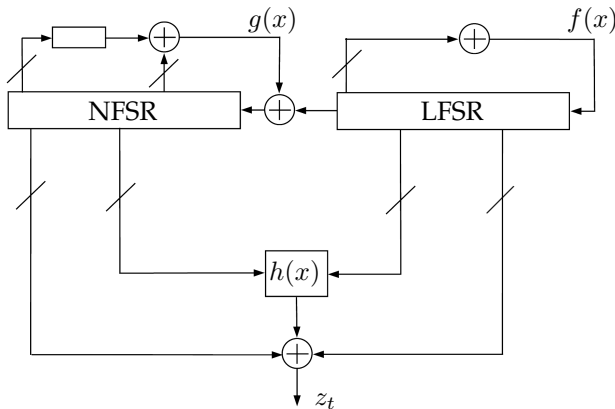 g(x)
f(x)
NFSR
LFSR
h(x)
z_t